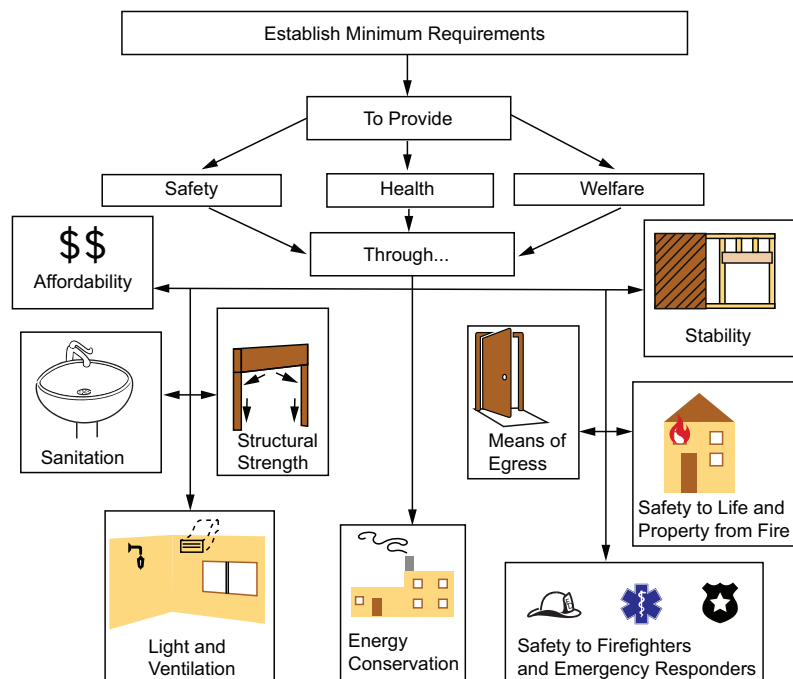 Establish Minimum Requirements
To Provide
Safety
Health
Welfare
Through...
$$
Affordability
Stability
Sanitation
Structural
Strength
Means of
Egress
Safety to Life and
Property from Fire
Light and
Ventilation
Energy
Conservation
Safety to Firefighters
and Emergency Responders